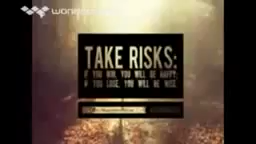 TAKE RISKS:
IF YOU WIN, YOU WILL BE HAPPY.
IF YOU LOSE, YOU WILL BE WISE.